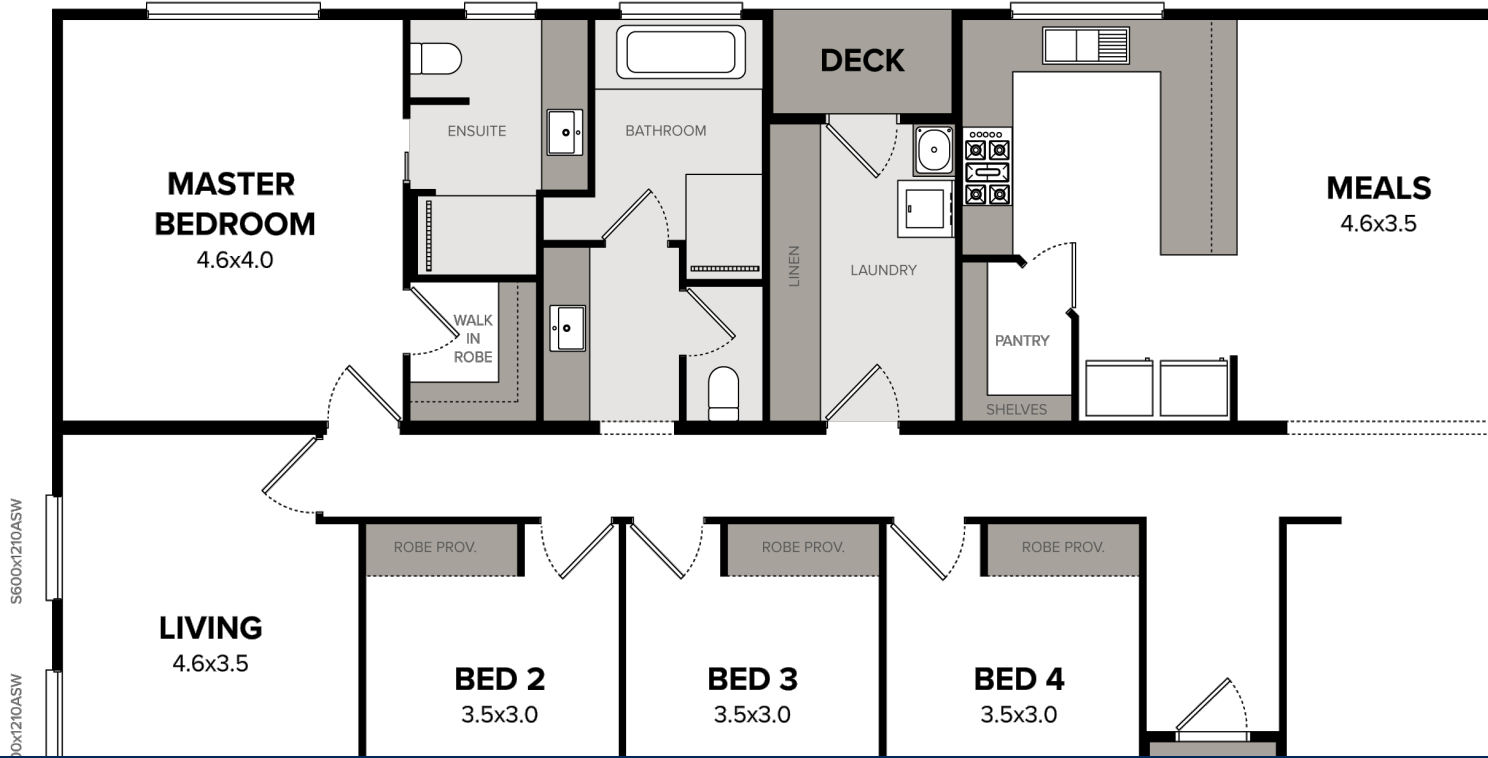 DECK
ENSUITE
BATHROOM
MASTER
BEDROOM
4.6x4.0
MEALS
4.6x3.5
LINEN
LAUNDRY
WALK
IN
ROBE
PANTRY
SHELVES
S600x1210ASW
ROBE PROV.
ROBE PROV.
ROBE PROV.
LIVING
4.6x3.5
BED 2
3.5x3.0
BED 3
3.5x3.0
BED 4
3.5x3.0
00x1210ASW